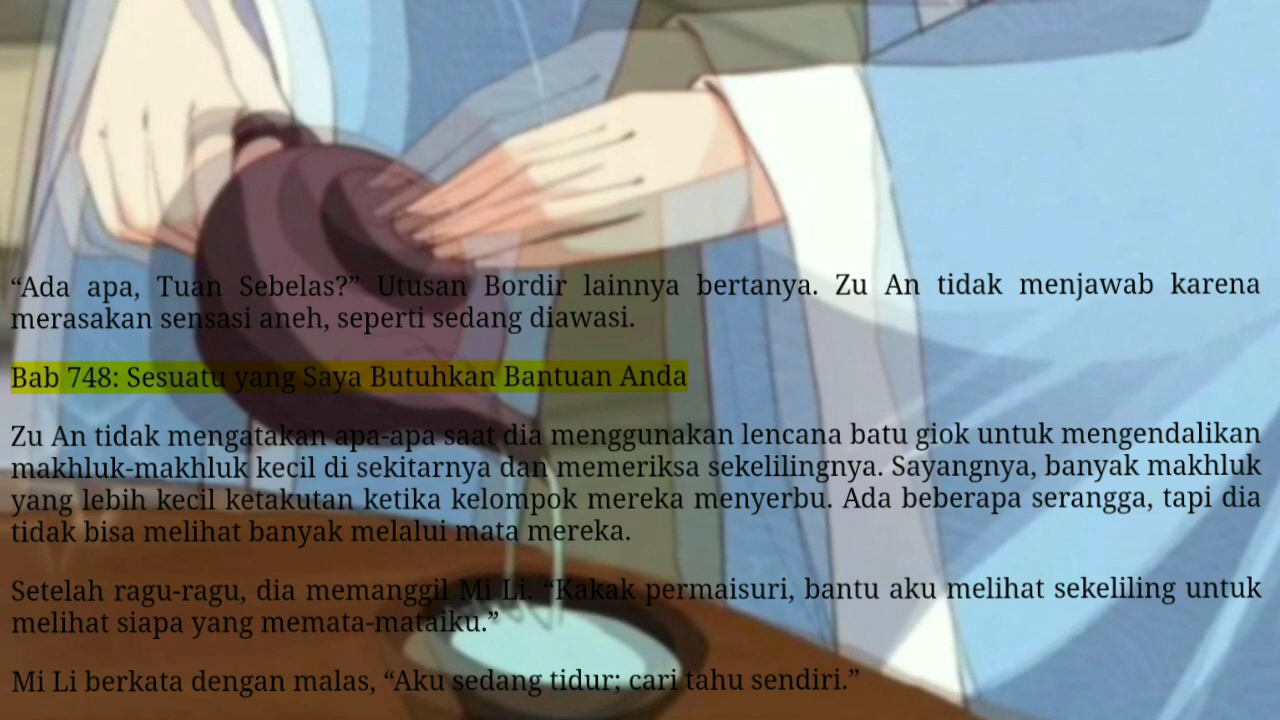 “Ada apa, Tuan Sebelas?” Utusan Bordir lainnya bertanya. Zu An tidak menjawab karena
merasakan sensasi aneh, seperti sedang diawasi.
Bab 748: Sesuatu yang Saya Butuhkan Bantuan Anda
Zu An tidak mengatakan apa-apa saat dia menggunakan lencana batu giok untuk mengendalikan
makhluk-makhluk kecil di sekitarnya dan memeriksa sekelilingnya. Sayangnya, banyak makhluk
yang lebih kecil ketakutan ketika kelompok mereka menyerbu. Ada beberapa serangga, tapi dia
tidak bisa melihat banyak melalui mata mereka.
Setelah ragu-ragu, dia memanggil Mi Li. “Kakak permaisuri, bantu aku melihat sekeliling untuk
melihat siapa yang memata-mataiku.”
Mi Li berkata dengan malas, “Aku sedang tidur; cari tahu sendiri.”